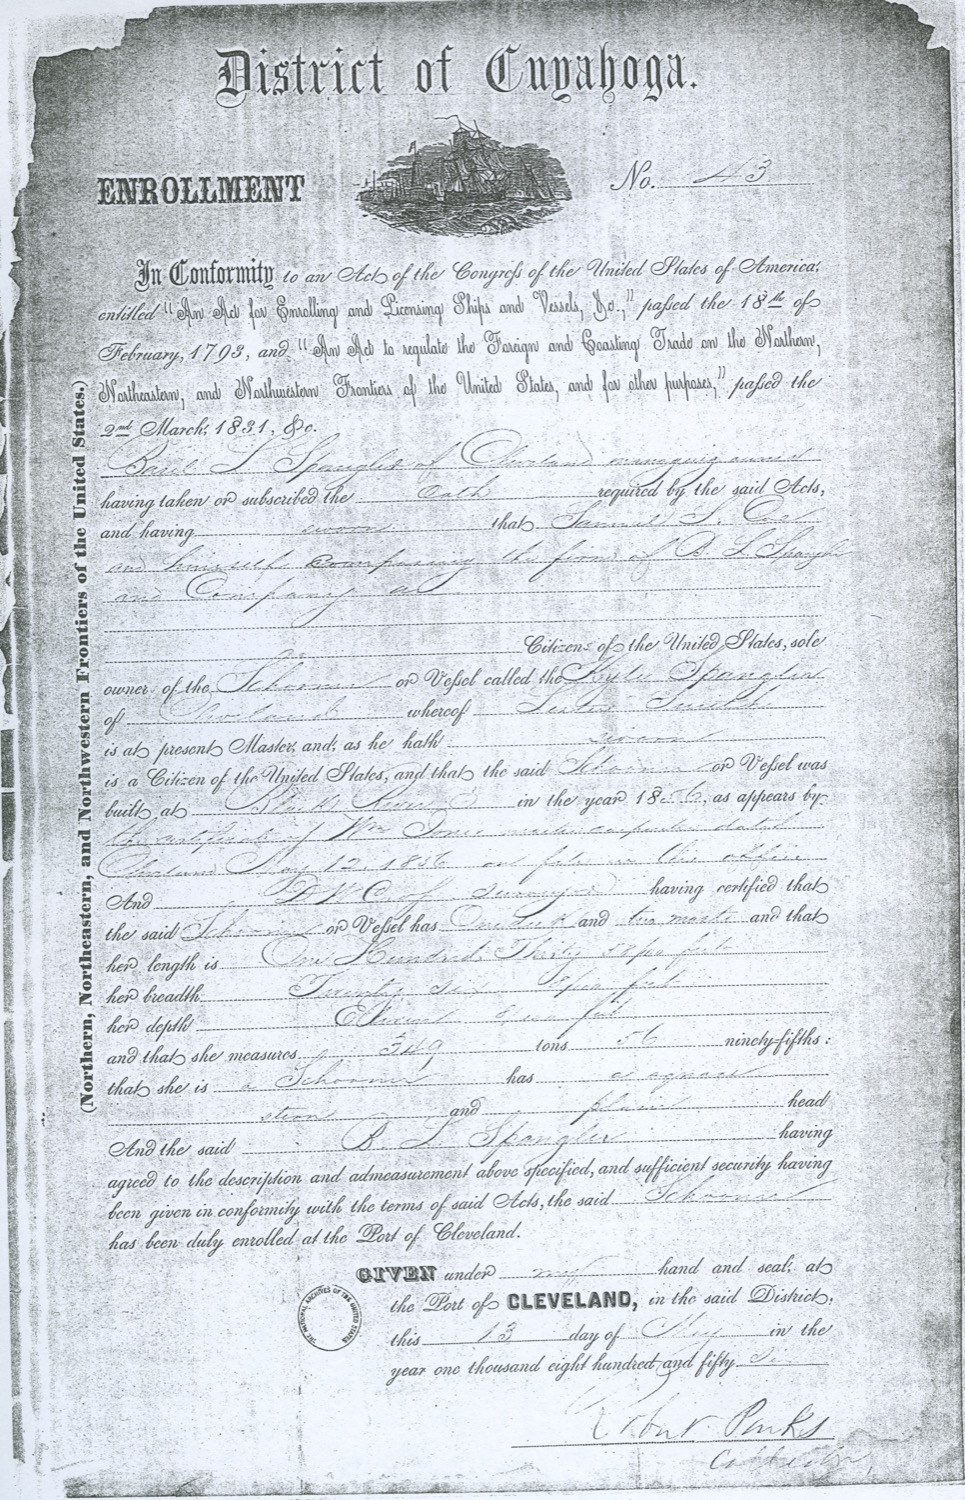 District of Cuyahoga.
ENROLLMENT
No. 43
In Conformity to an Act of the Congress of the United States of America,
entitled "An Act for Enrolling and Licensing Ships and Vessels, &c.," passed the 18th of
February, 1793, and "An Act to regulate the Foreign and Coasting Trade on the Northern,
Northeastern, and Northwestern Frontiers of the United States, and for other purposes," passed the
2nd March, 1831, &c.
Basil L Spangler of Cleveland managing owner
having taken or subscribed the oath required by the said Acts,
and having sworn that Samuel S. Coe
and himself composing the firm of B L Spangler
and Company are
Citizens of the United States, sole
owners of the Schooner or Vessel called the Kyle Spangler
of Cleveland whereof Lester Smith
is at present Master, and, as he hath sworn
is a Citizen of the United States, and that the said Schooner or Vessel was
built at Black River O in the year 1856, as appears by
the certificate of Wm Jones master carpenter dated
Cleveland May 12, 1856 on file in this office
And surveyor having certified that
the said Schooner or Vessel has One deck and two masts and that
her length is One Hundred Thirty feet
her breadth Twenty six feet
her depth Eleven feet
and that she measures 349 tons 56 ninety-fifths:
that she is a Schooner has a square
stern and plain head
And the said B L Spangler having
agreed to the description and admeasurement above specified, and sufficient security having
been given in conformity with the terms of said Acts, the said Schooner
has been duly enrolled at the Port of Cleveland.
GIVEN under my hand and seal, at
the Port of CLEVELAND, in the said District,
this 13 day of May in the
year one thousand eight hundred and fifty Six
Robert Parks
Collector
(Northern, Northeastern, and Northwestern Frontiers of the United States.)
THE NATIONAL ARCHIVES OF THE UNITED STATES